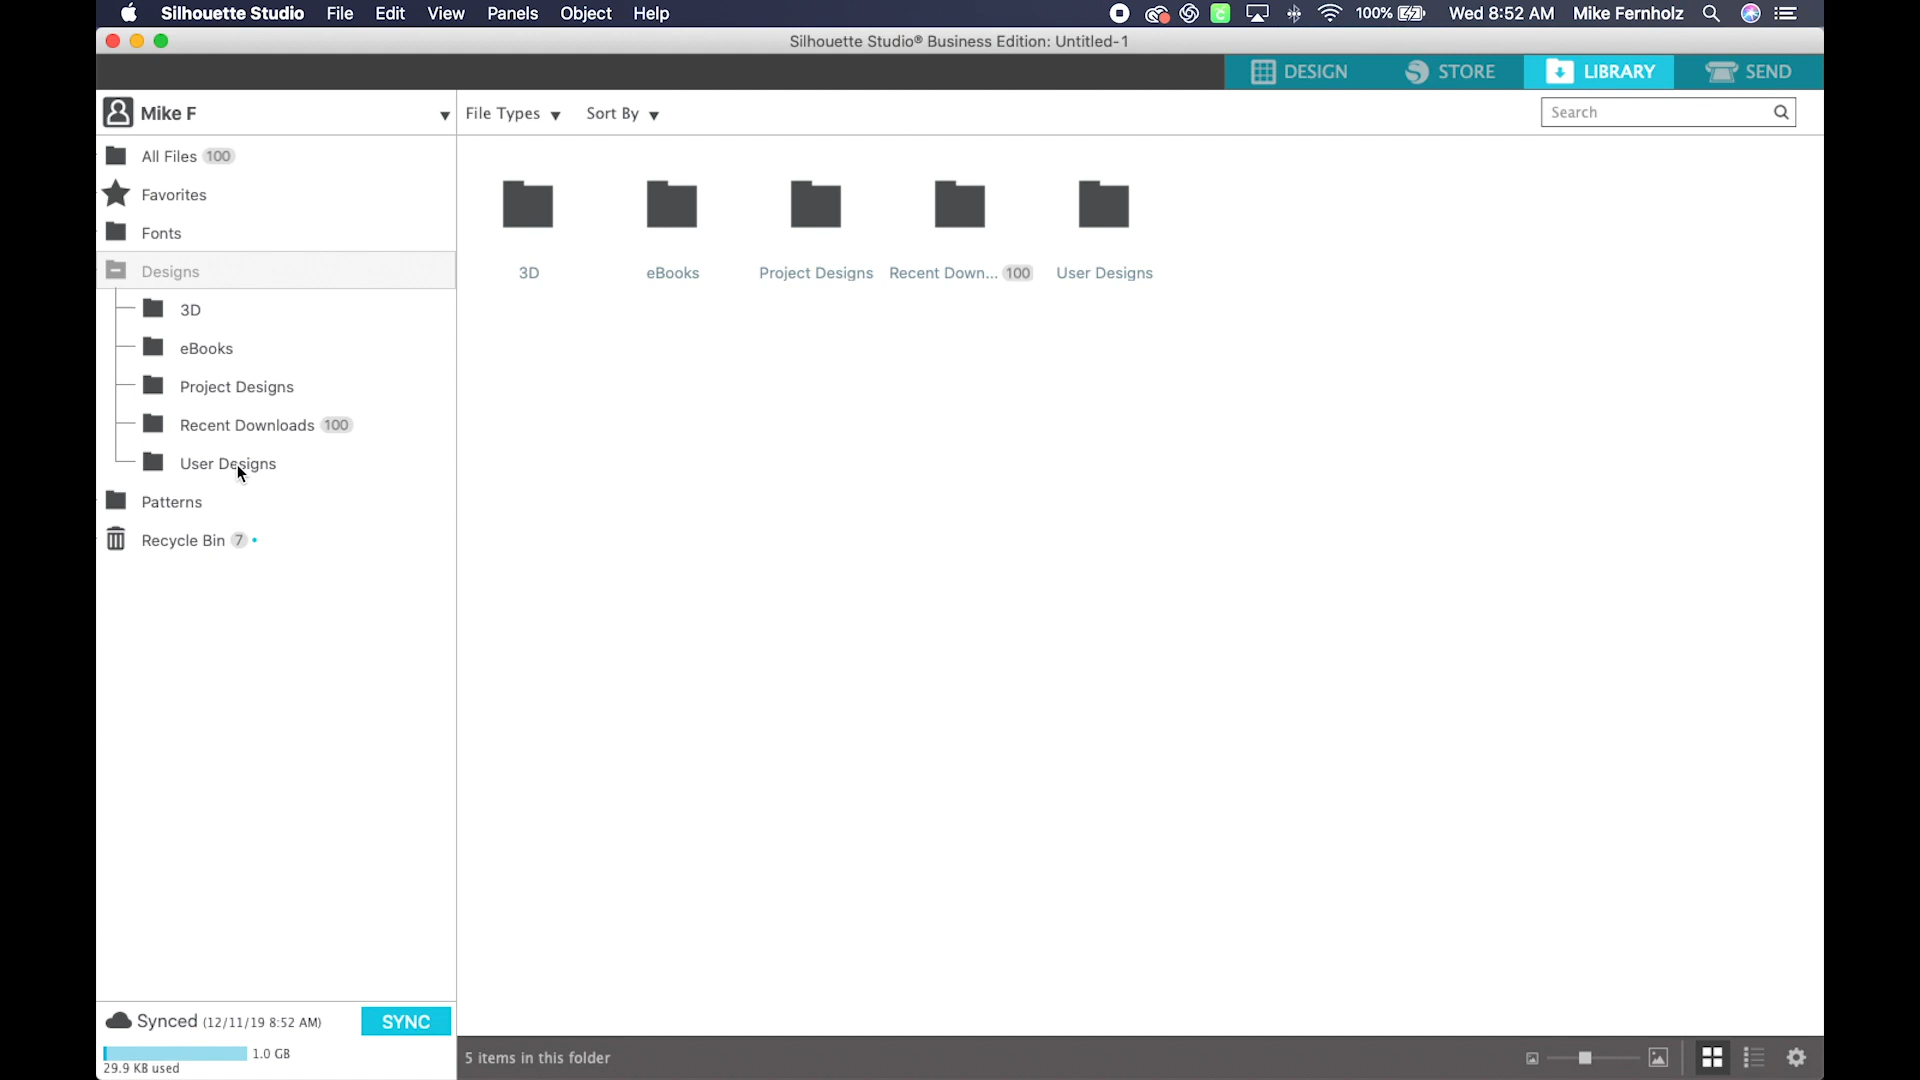 Silhouette Studio File Edit View Panels Object Help 100% Wed 8:52 AM Mike Fernholz
Silhouette Studio® Business Edition: Untitled-1
DESIGN STORE LIBRARY SEND
Mike F File Types Sort By Search
All Files 100
Favorites
Fonts
Designs
3D
eBooks
Project Designs
Recent Downloads 100
User Designs
Patterns
Recycle Bin 7
3D eBooks Project Designs Recent Down... 100 User Designs
Synced (12/11/19 8:52 AM) SYNC
1.0 GB
29.9 KB used
5 items in this folder